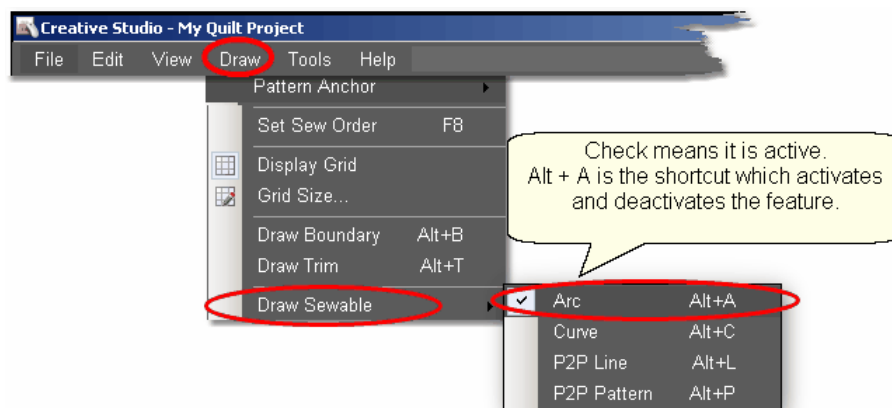 Creative Studio - My Quilt Project
File Edit View Draw Tools Help
Pattern Anchor
Set Sew Order F8
Display Grid
Grid Size...
Draw Boundary Alt+B
Draw Trim Alt+T
Draw Sewable
Check means it is active.
Alt + A is the shortcut which activates
and deactivates the feature.
Arc Alt+A
Curve Alt+C
P2P Line Alt+L
P2P Pattern Alt+P